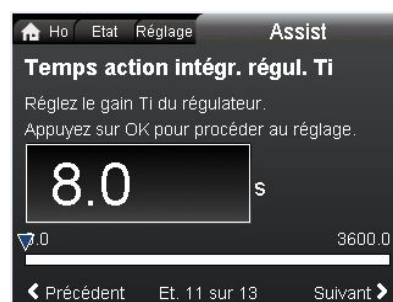 Ho Etat Réglage Assist
Temps action intégr. régul. Ti
Réglez le gain Ti du régulateur.
Appuyez sur OK pour procéder au réglage.
8.0 s
3600.0
Précédent Et. 11 sur 13 Suivant